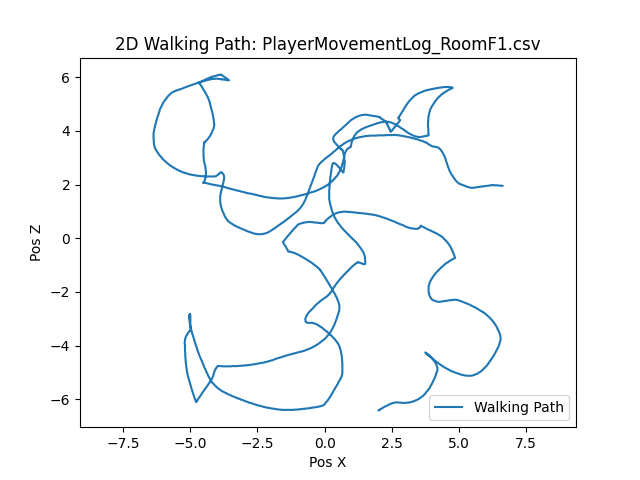 2D Walking Path: PlayerMovementLog_RoomF1.csv
6
4
2
0
−2
−4
−6
Pos Z
Walking Path
−7.5 −5.0 −2.5 0.0 2.5 5.0 7.5
Pos X